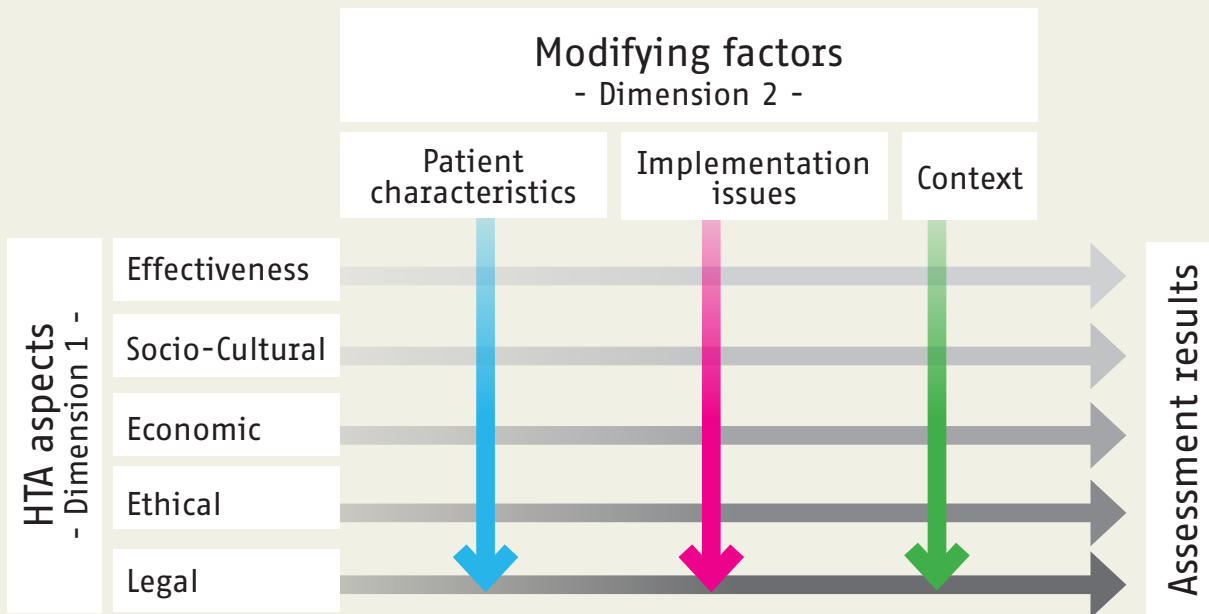 Modifying factors
- Dimension 2 -
Patient
characteristics
Implementation
issues
Context
HTA aspects
- Dimension 1 -
Effectiveness
Socio-Cultural
Economic
Ethical
Legal
Assessment results